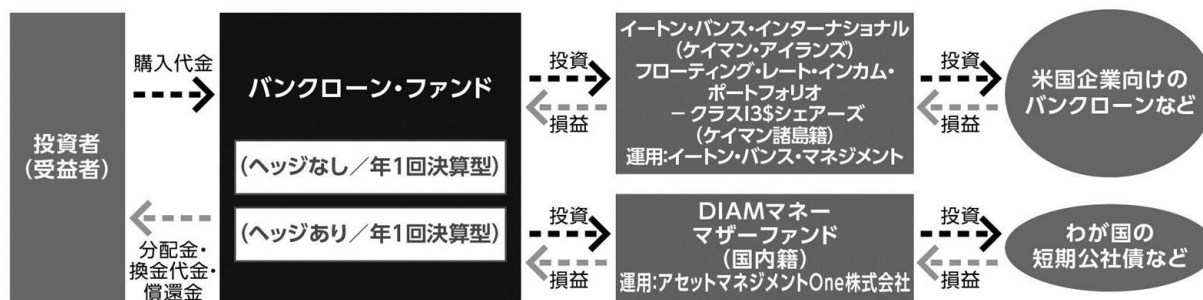 投資者
(受益者)
購入代金
分配金・
換金代金・
償還金
バンクローン・ファンド
(ヘッジなし/年1回決算型)
(ヘッジあり/年1回決算型)
投資
損益
イートン・バンス・インターナショナル
(ケイマン・アイランズ)
フローティング・レート・インカム・
ポートフォリオ
－クラスI3$シェアーズ
(ケイマン諸島籍)
運用:イートン・バンス・マネジメント
投資
損益
米国企業向けの
バンクローンなど
投資
損益
DIAMマネー
マザーファンド
(国内籍)
運用:アセットマネジメントOne株式会社
投資
損益
わが国の
短期公社債など